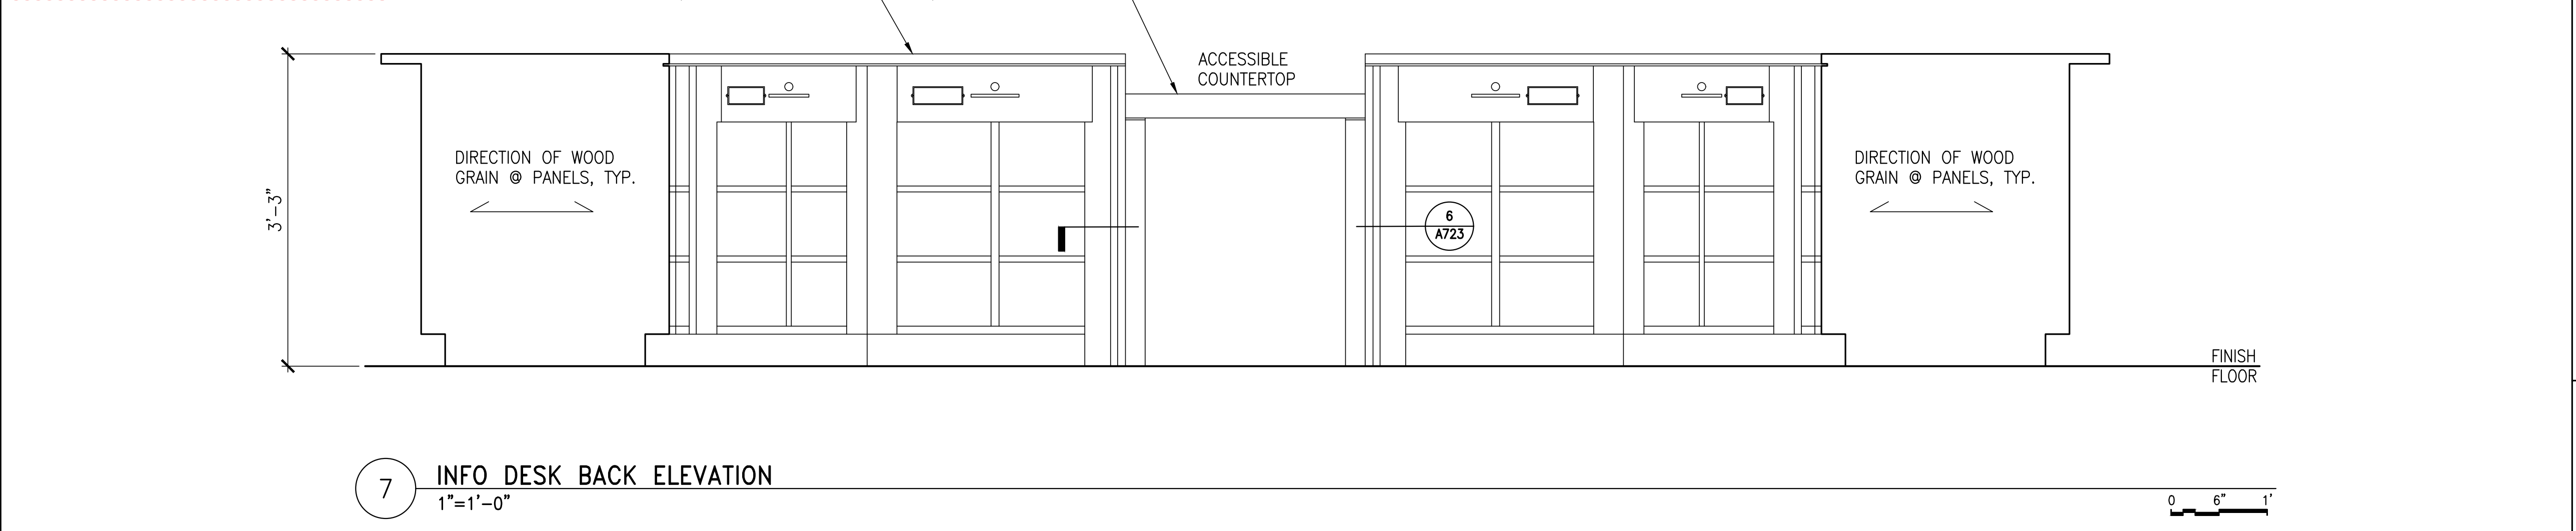 ACCESSIBLE
COUNTERTOP
DIRECTION OF WOOD
GRAIN @ PANELS, TYP.
DIRECTION OF WOOD
GRAIN @ PANELS, TYP.
3'-3"
6
A723
FINISH
FLOOR
7
INFO DESK BACK ELEVATION
1"=1'-0"
0 6" 1'